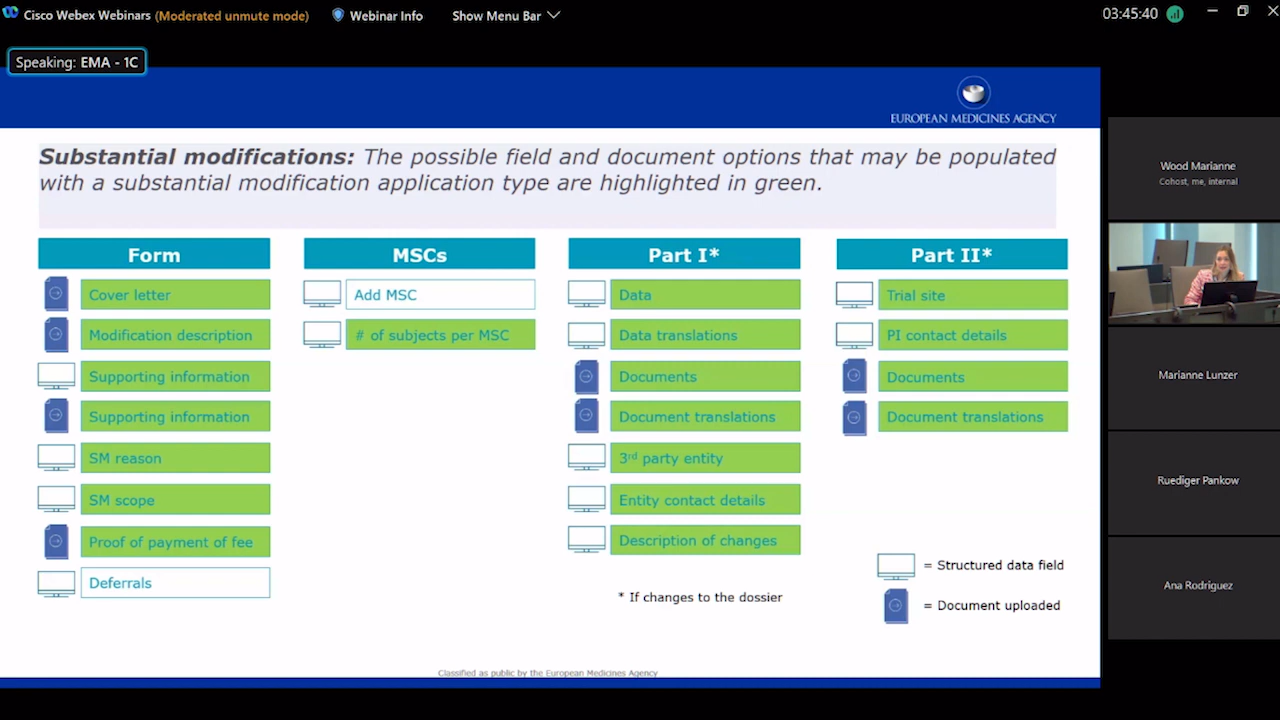 Cisco Webex Webinars (Moderated unmute mode) Webinar Info Show Menu Bar 03:45:40
Speaking: EMA - 1C
EUROPEAN MEDICINES AGENCY
Substantial modifications: The possible field and document options that may be populated
with a substantial modification application type are highlighted in green.
Form
Cover letter
Modification description
Supporting information
Supporting information
SM reason
SM scope
Proof of payment of fee
Deferrals
MSCs
Add MSC
# of subjects per MSC
Part I*
Data
Data translations
Documents
Document translations
3rd party entity
Entity contact details
Description of changes
* If changes to the dossier
Part II*
Trial site
PI contact details
Documents
Document translations
= Structured data field
= Document uploaded
Classified as public by the European Medicines Agency
Wood Marianne
Cohost, me, internal
Marianne Lunzer
Ruediger Pankow
Ana Rodriguez